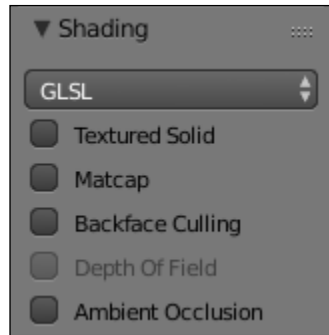 Shading
GLSL
Textured Solid
Matcap
Backface Culling
Depth Of Field
Ambient Occlusion